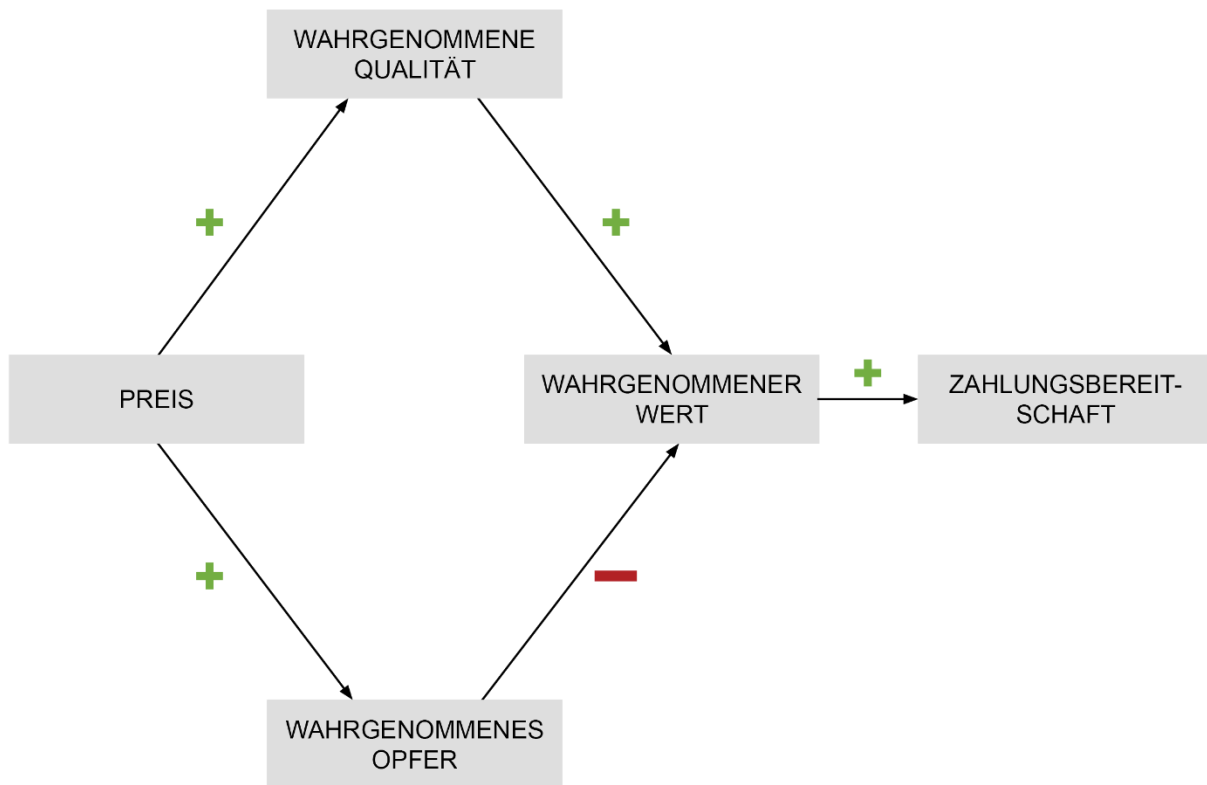 WAHRGENOMMENE
QUALITÄT
PREIS
WAHRGENOMMENER
WERT
ZAHLUNGSBEREIT-
SCHAFT
WAHRGENOMMENES
OPFER